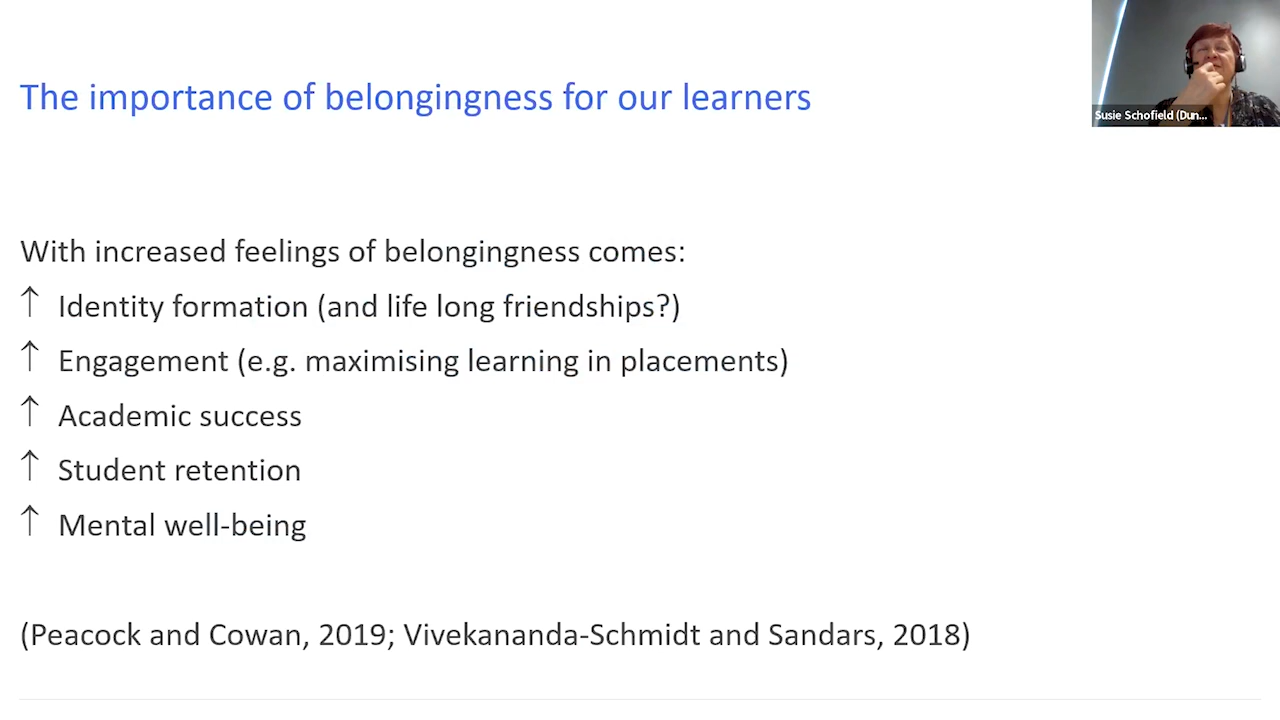 The importance of belongingness for our learners
Susie Schofield (Dun...
With increased feelings of belongingness comes:
↑ Identity formation (and life long friendships?)
↑ Engagement (e.g. maximising learning in placements)
↑ Academic success
↑ Student retention
↑ Mental well-being
(Peacock and Cowan, 2019; Vivekananda-Schmidt and Sandars, 2018)